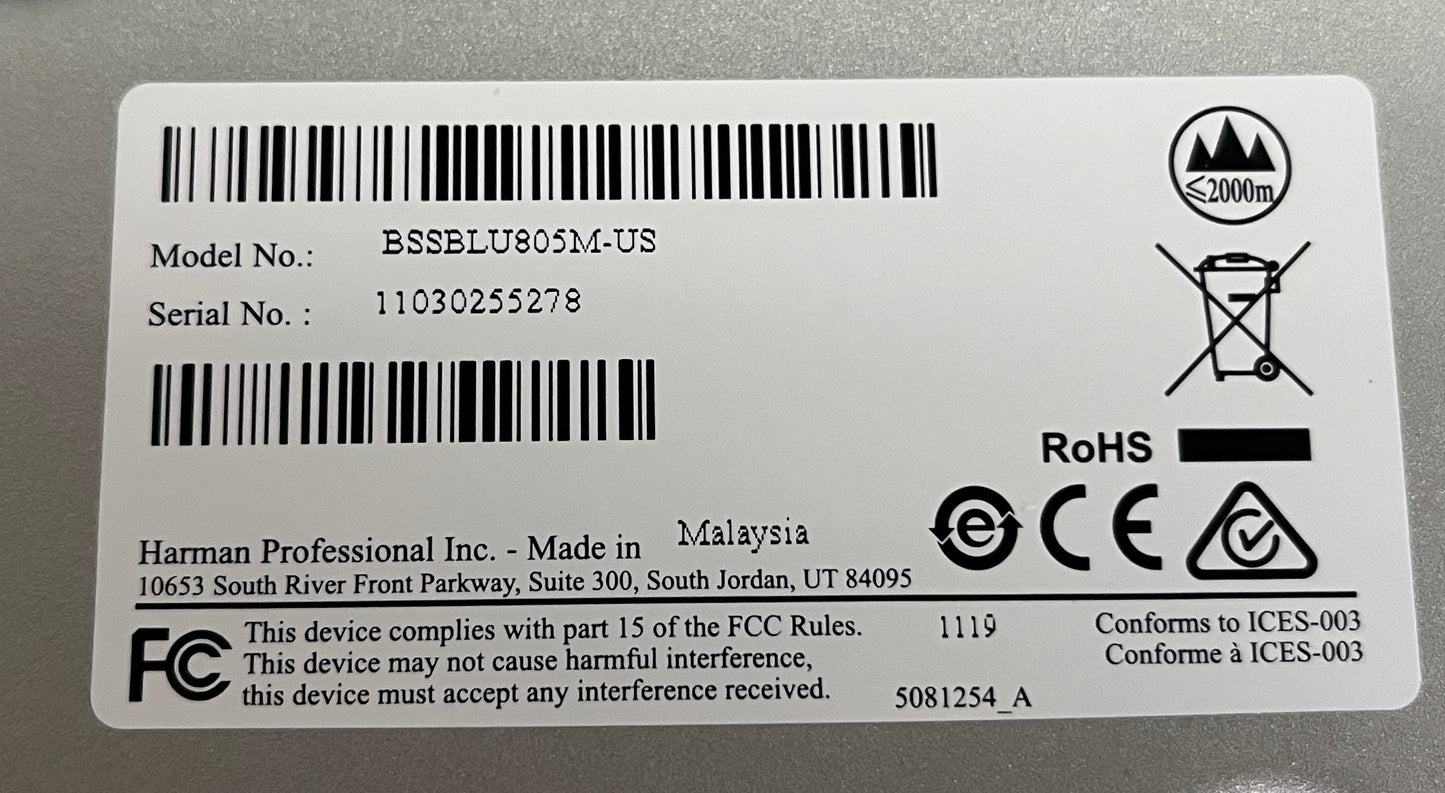 ≤2000m
Model No.: BSSBLU805M-US
Serial No. : 11030255278
RoHS
e CE
Harman Professional Inc. - Made in Malaysia
10653 South River Front Parkway, Suite 300, South Jordan, UT 84095
FC
This device complies with part 15 of the FCC Rules.
This device may not cause harmful interference,
this device must accept any interference received.
1119
5081254_A
Conforms to ICES-003
Conforme à ICES-003